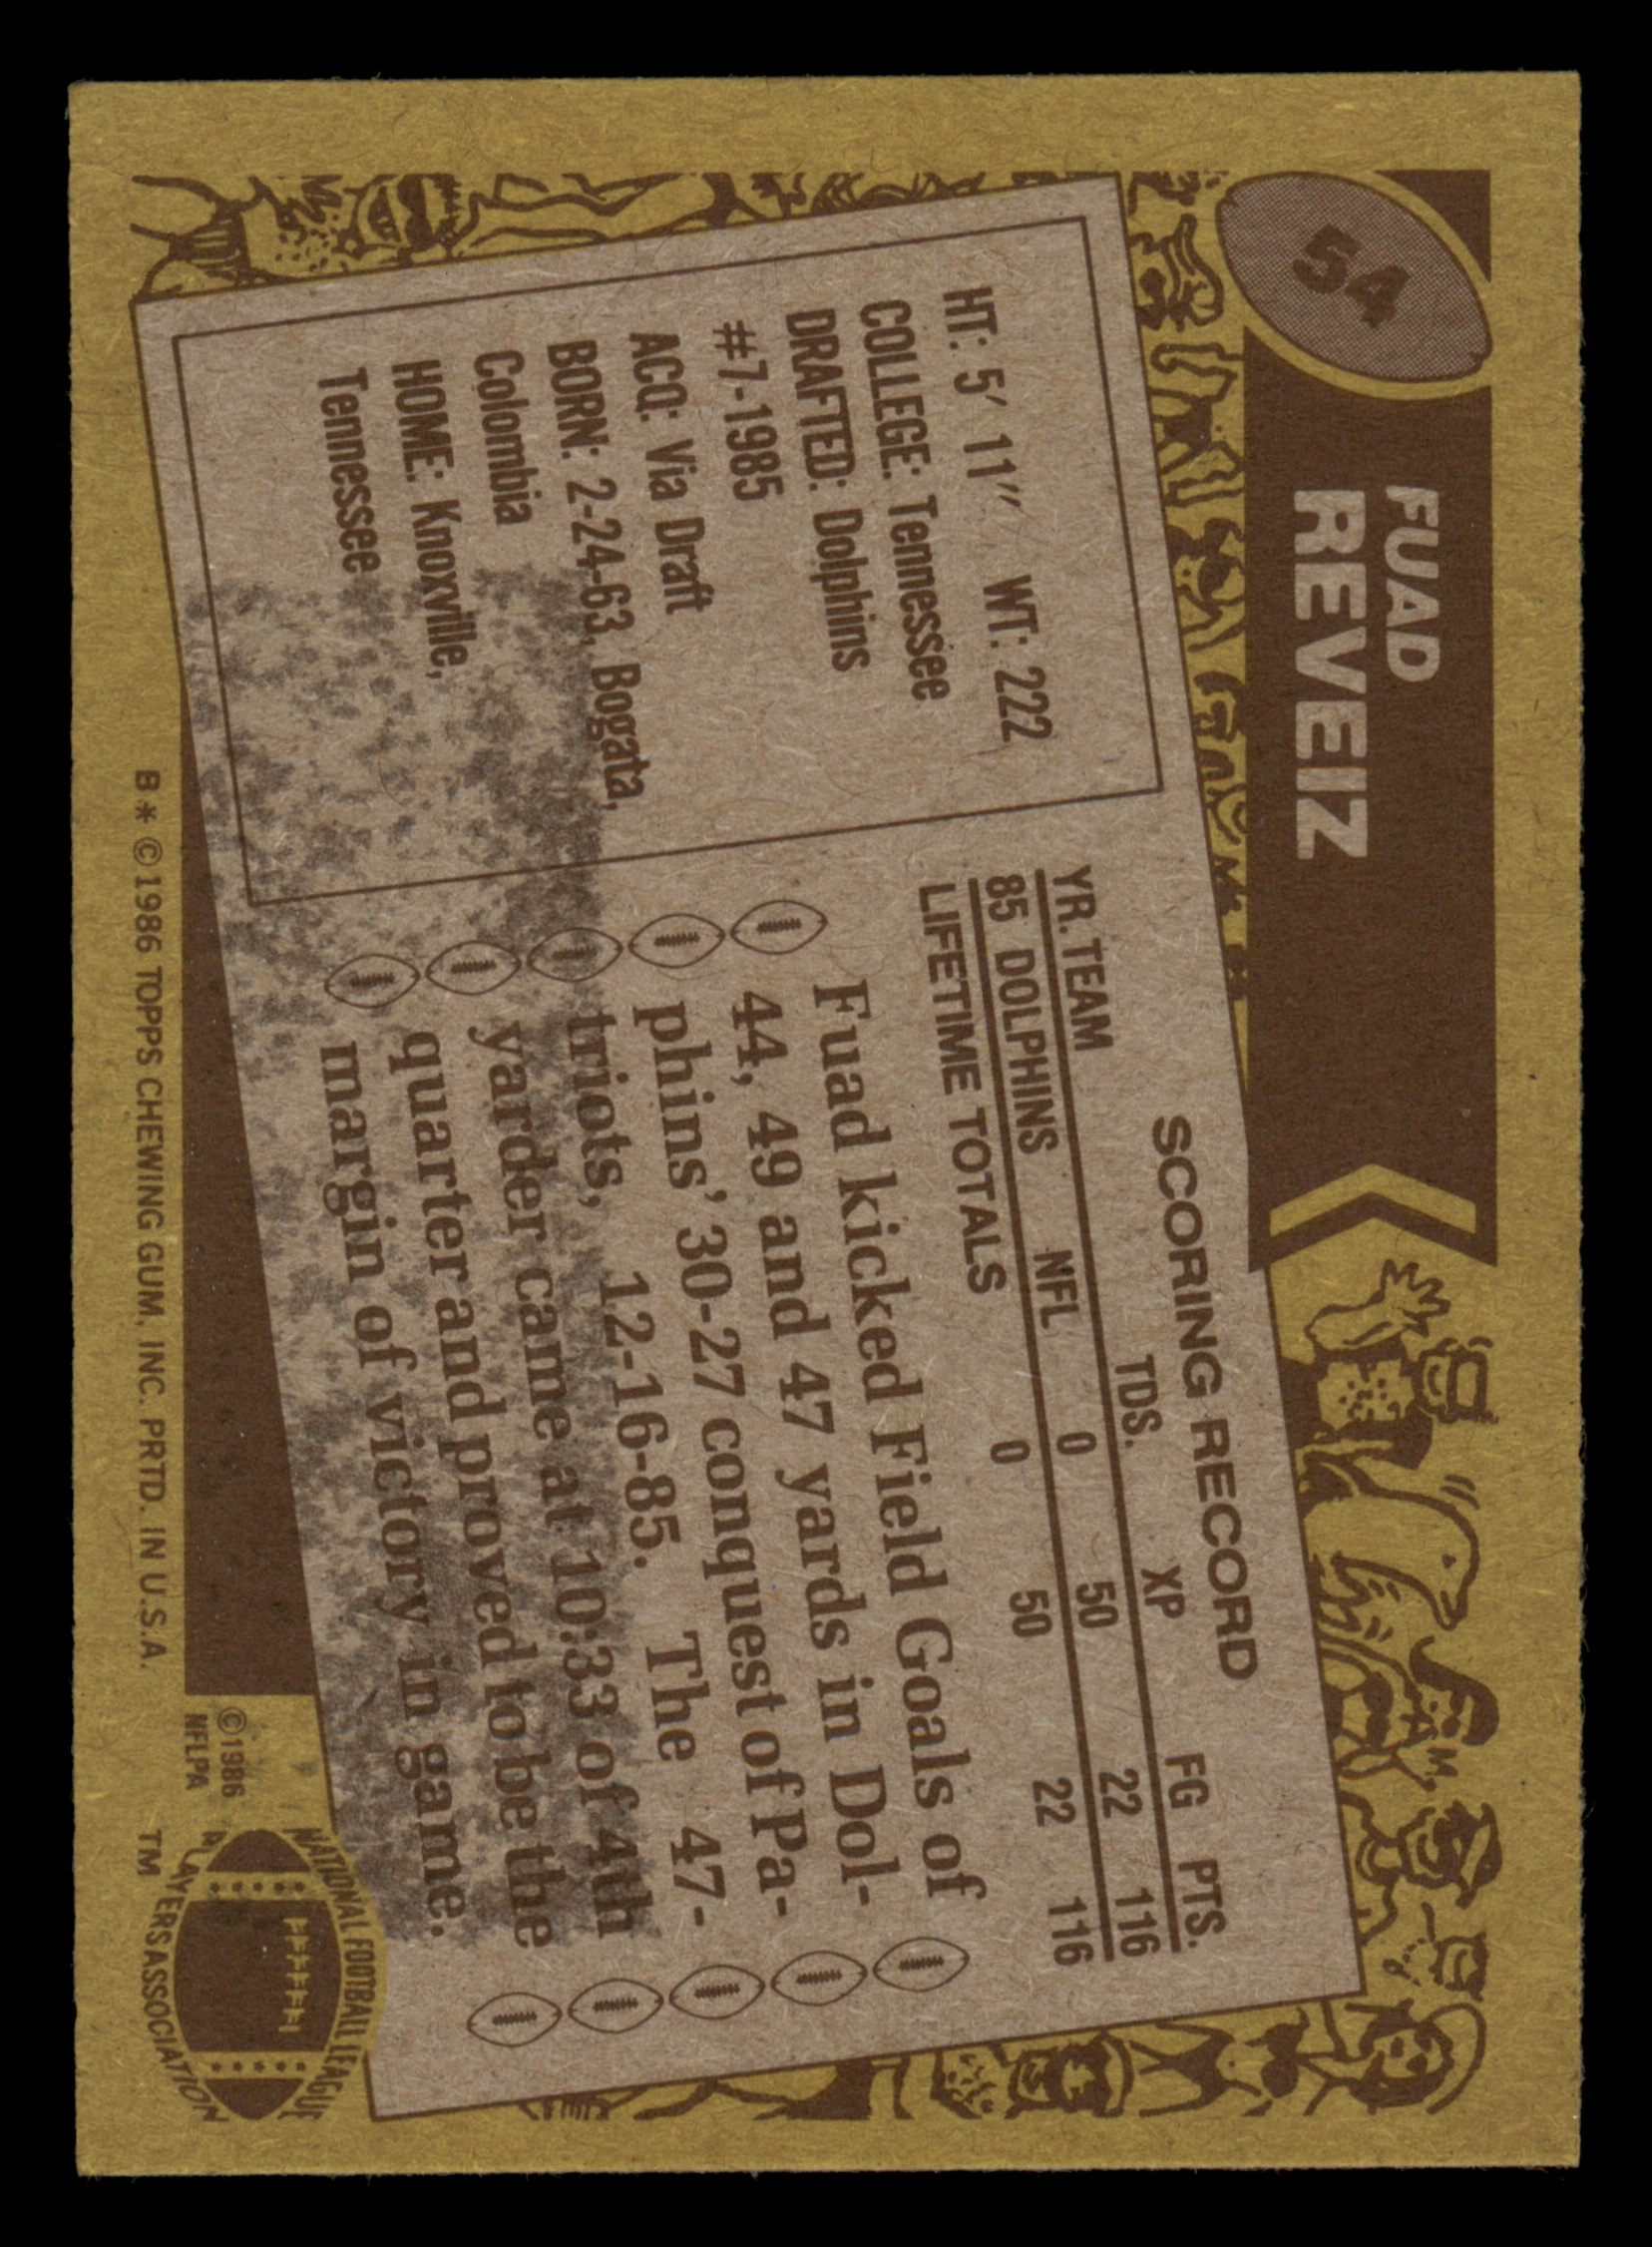 54
FUAD
REVEIZ
HT: 5' 11" WT: 222
COLLEGE: Tennessee
DRAFTED: Dolphins
#7-1985
ACQ: Via Draft
BORN: 2-24-63, Bogata,
Colombia
HOME: Knoxville,
Tennessee
SCORING RECORD
YR. TEAM TDS. XP FG PTS.
85 DOLPHINS NFL 0 50 22 116
LIFETIME TOTALS 0 50 22 116
Fuad kicked Field Goals of
44, 49 and 47 yards in Dol-
phins' 30-27 conquest of Pa-
triots, 12-16-85. The 47-
yarder came at 10:33 of 4th
quarter and proved to be the
margin of victory in game.
B * © 1986 TOPPS CHEWING GUM, INC. PRTD. IN U.S.A.
© 1986
NFLPA
TM
NATIONAL FOOTBALL LEAGUE
PLAYERS ASSOCIATION